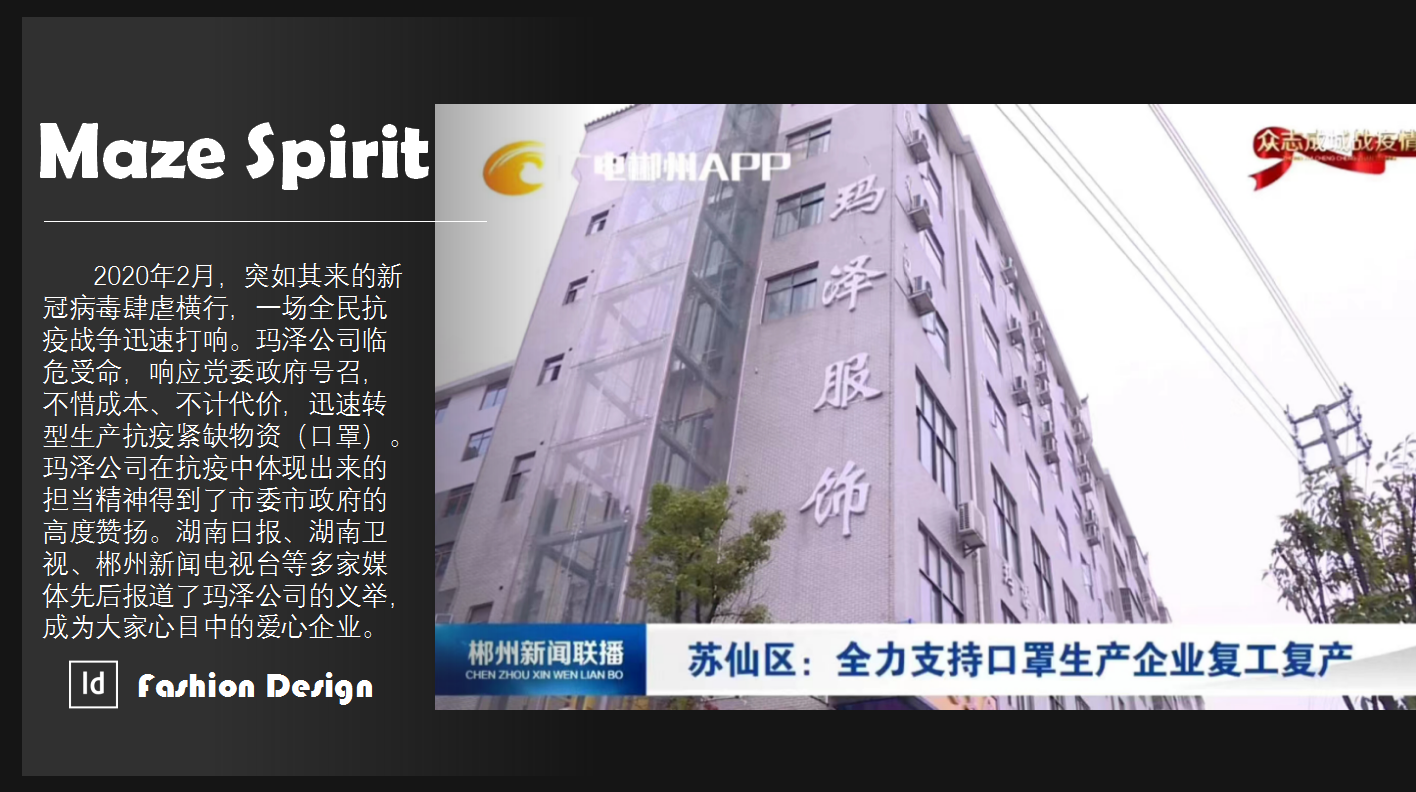 Maze Spirit
2020年2月，突如其来的新
冠病毒肆虐横行，一场全民抗
疫战争迅速打响。玛泽公司临
危受命，响应党委政府号召，
不惜成本、不计代价，迅速转
型生产抗疫紧缺物资（口罩）。
玛泽公司在抗疫中体现出来的
担当精神得到了市委市政府的
高度赞扬。湖南日报、湖南卫
视、郴州新闻电视台等多家媒
体先后报道了玛泽公司的义举，
成为大家心目中的爱心企业。
Id
Fashion Design
广电郴州APP
众志成城战疫情
玛泽服饰
郴州新闻联播
CHEN ZHOU XIN WEN LIAN BO
苏仙区：全力支持口罩生产企业复工复产